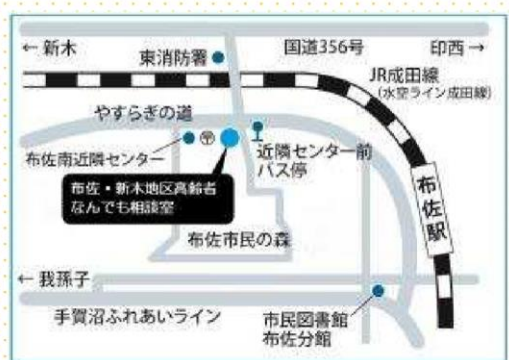 ← 新木
国道356号
印西 →
東消防署
JR成田線
(水空ライン成田線)
やすらぎの道
布佐南近隣センター
〒
近隣センター前
バス停
布佐・新木地区高齢者
なんでも相談室
布佐駅
布佐市民の森
← 我孫子
手賀沼ふれあいライン
市民図書館
布佐分館